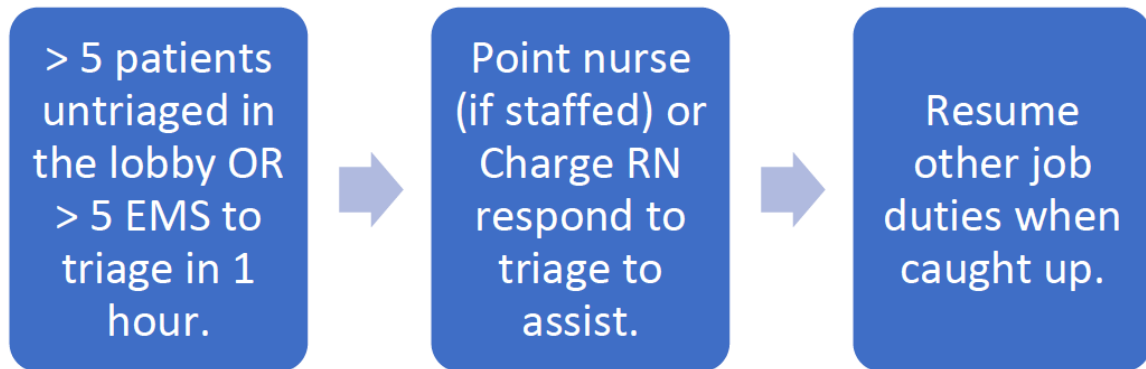 > 5 patients
untriaged in
the lobby OR
> 5 EMS to
triage in 1
hour.
Point nurse
(if staffed) or
Charge RN
respond to
triage to
assist.
Resume
other job
duties when
caught up.